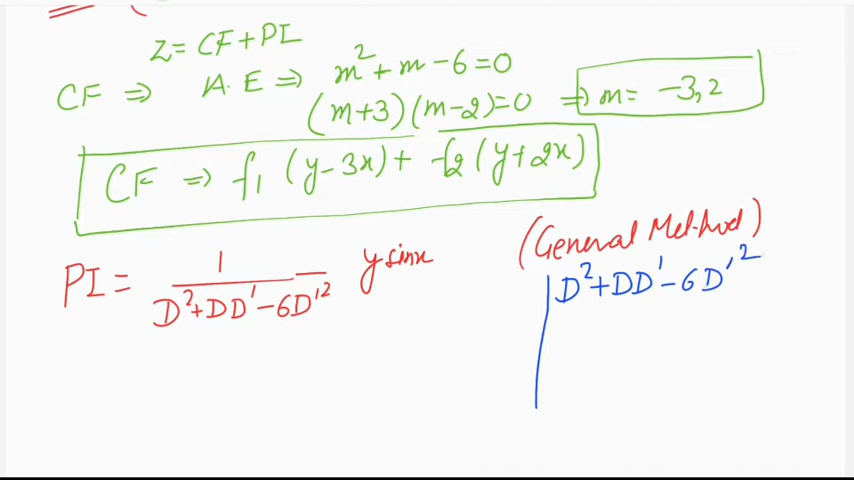 Z = CF + PI
CF ⇒ A.E ⇒ m² + m - 6 = 0
(m+3)(m-2)=0 ⇒ m = -3, 2
CF ⇒ f₁ (y-3x) + f₂ (y+2x)
PI = 1 / (D²+DD'-6D'²) y sinx
(General Method)
D²+DD'-6D'²